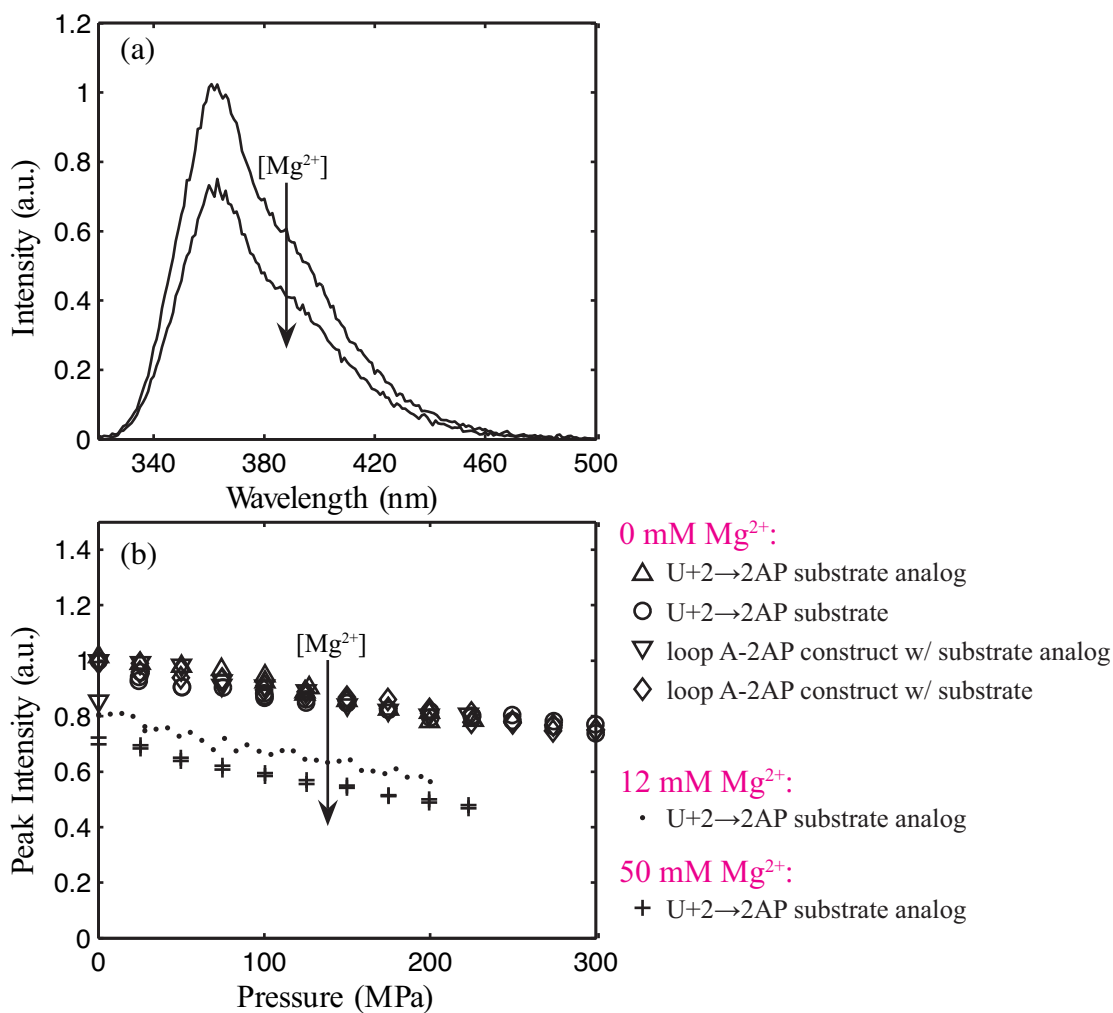 1.2
(a)
1
[Mg²⁺]
0.8
0.6
0.4
0.2
0
340 380 420 460 500
Intensity (a.u.)
Wavelength (nm)
1.4
(b)
1.2
[Mg²⁺]
1
0.8
0.6
0.4
0.2
0
0 100 200 300
Peak Intensity (a.u.)
Pressure (MPa)
0 mM Mg²⁺:
U+2→2AP substrate analog
U+2→2AP substrate
loop A-2AP construct w/ substrate analog
loop A-2AP construct w/ substrate
12 mM Mg²⁺:
U+2→2AP substrate analog
50 mM Mg²⁺:
U+2→2AP substrate analog